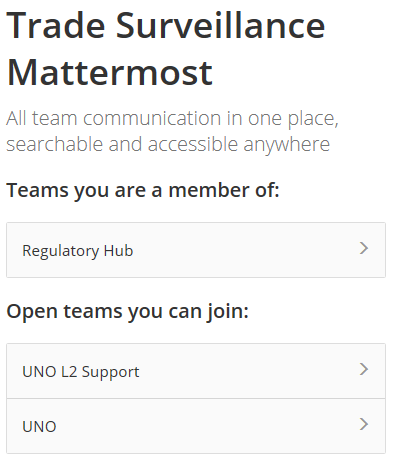 Trade Surveillance
Mattermost
All team communication in one place,
searchable and accessible anywhere
Teams you are a member of:
Regulatory Hub
Open teams you can join:
UNO L2 Support
UNO